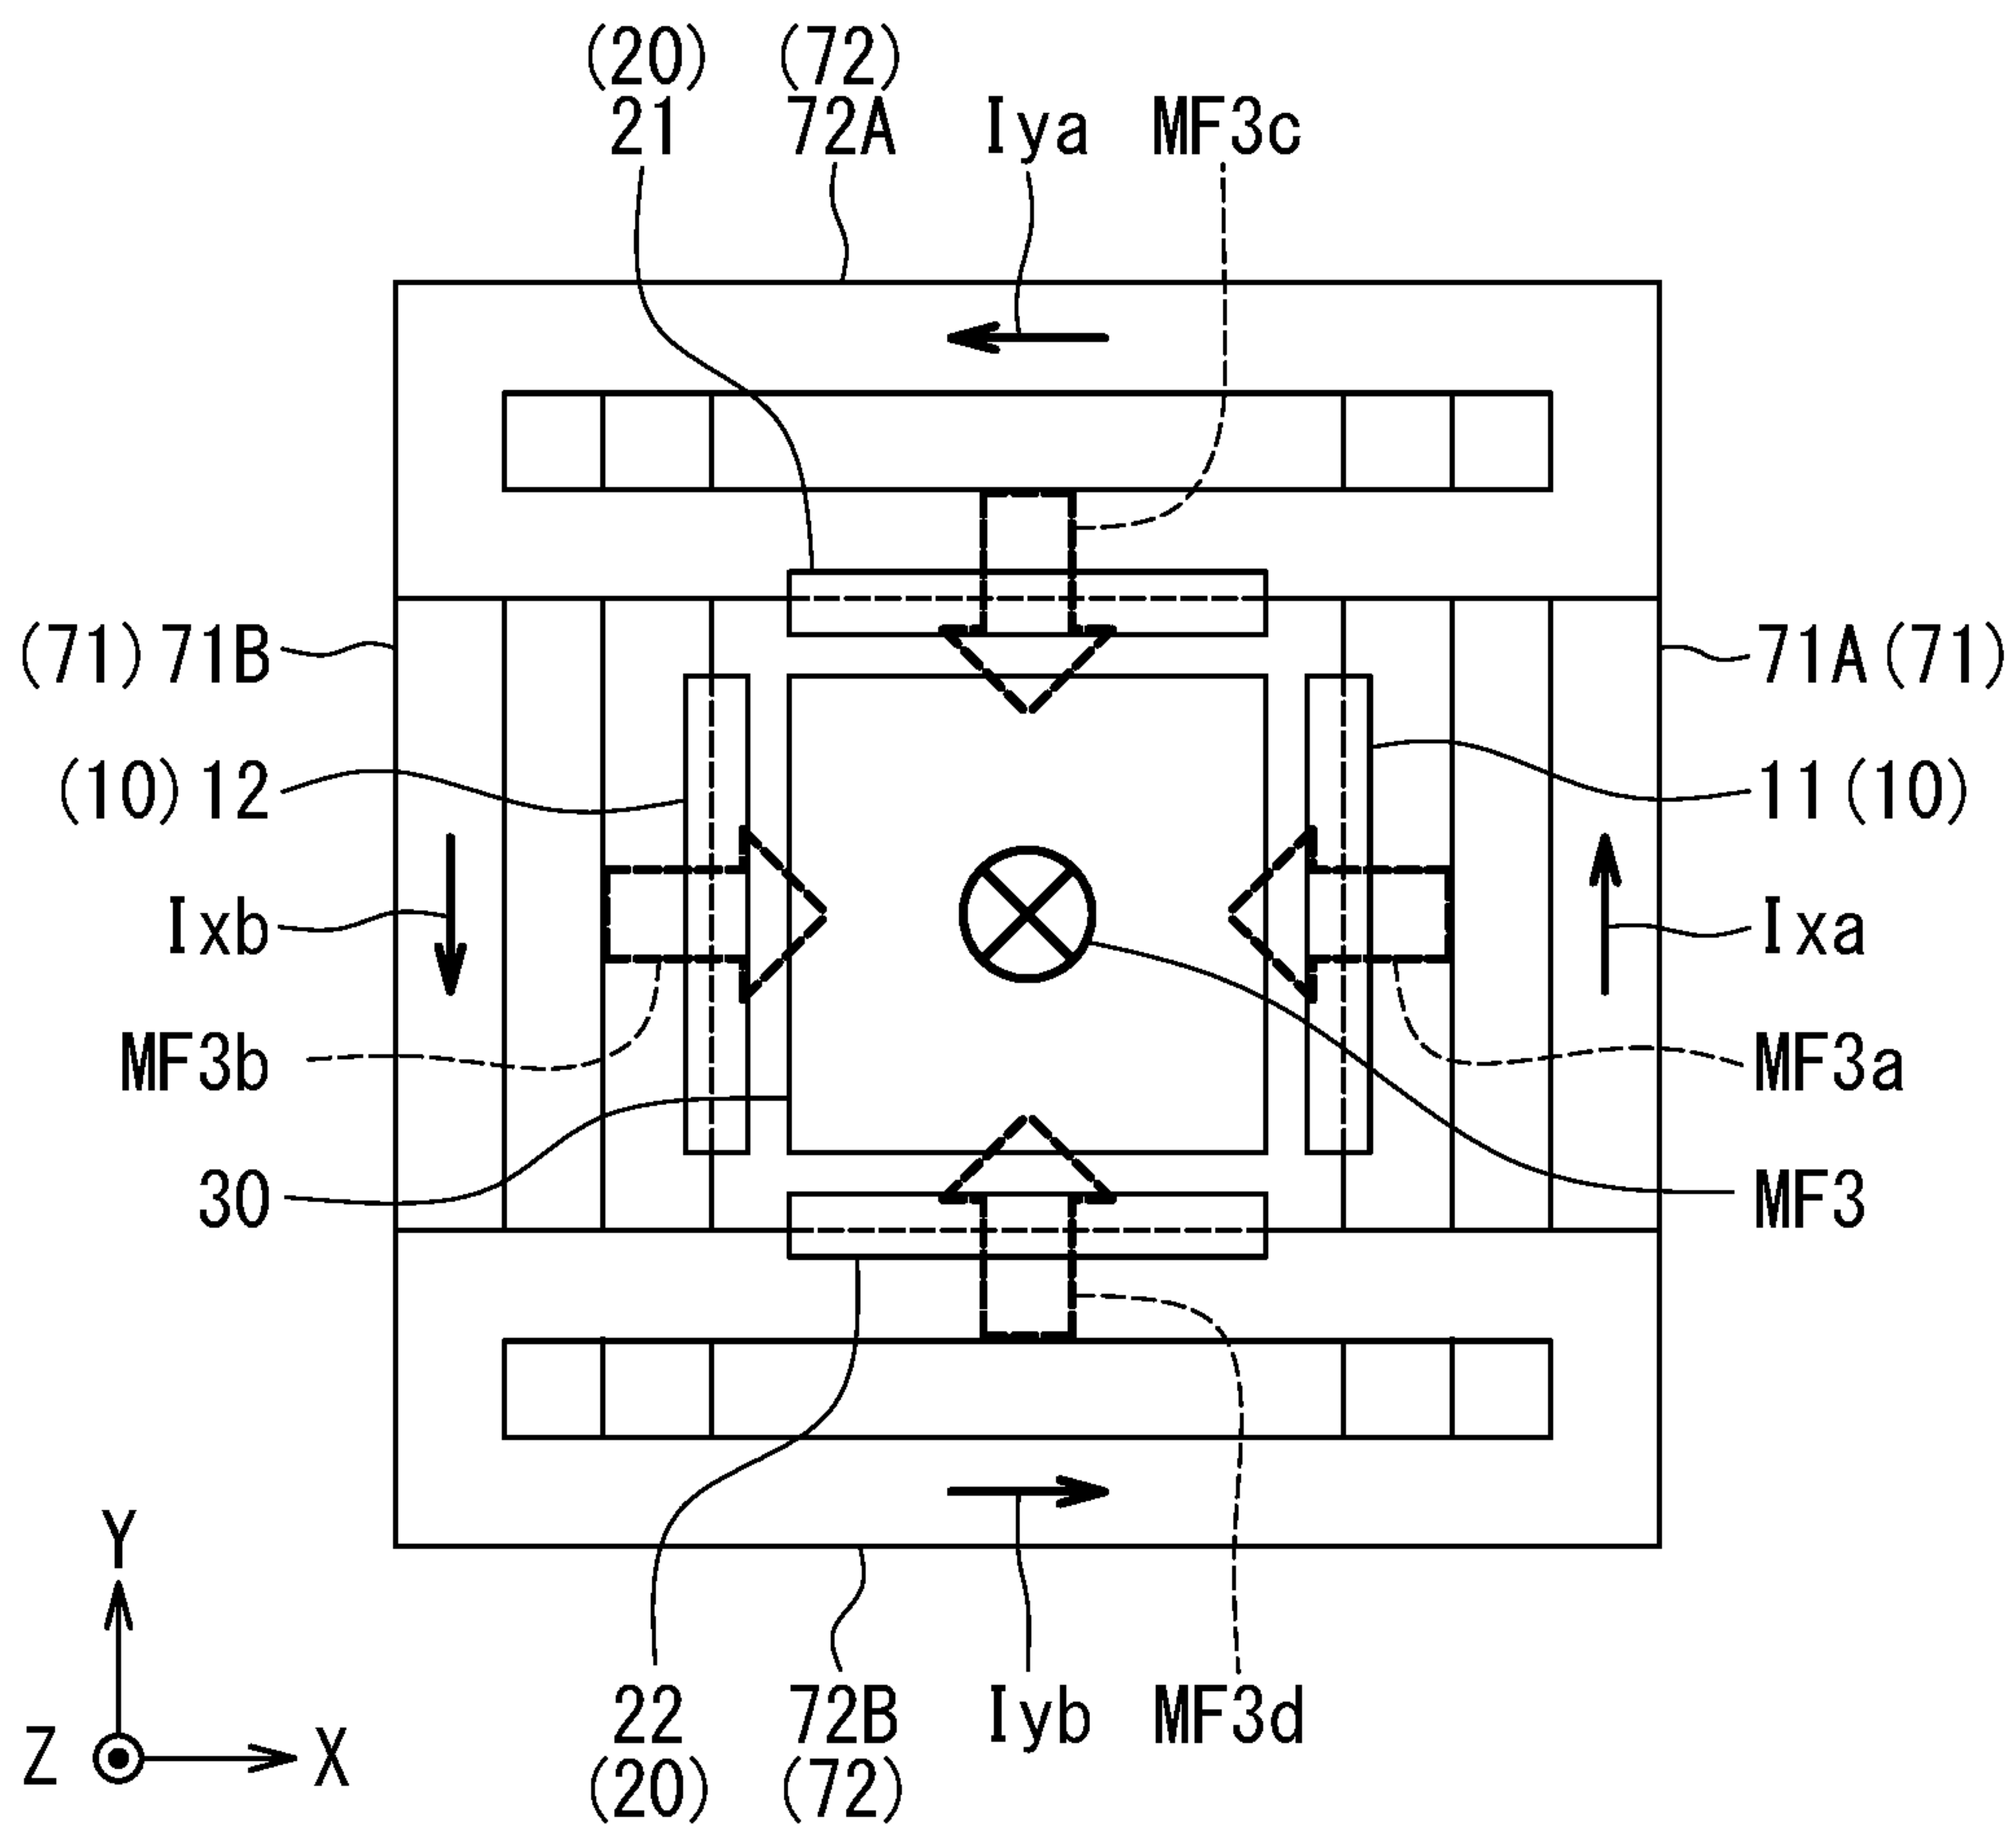 (20) (72)
21 72A Iya MF3c
(71) 71B 71A (71)
(10) 12 11 (10)
Ixb Ixa
MF3b MF3a
30 MF3
Y
Z X
22 72B Iyb MF3d
(20) (72)